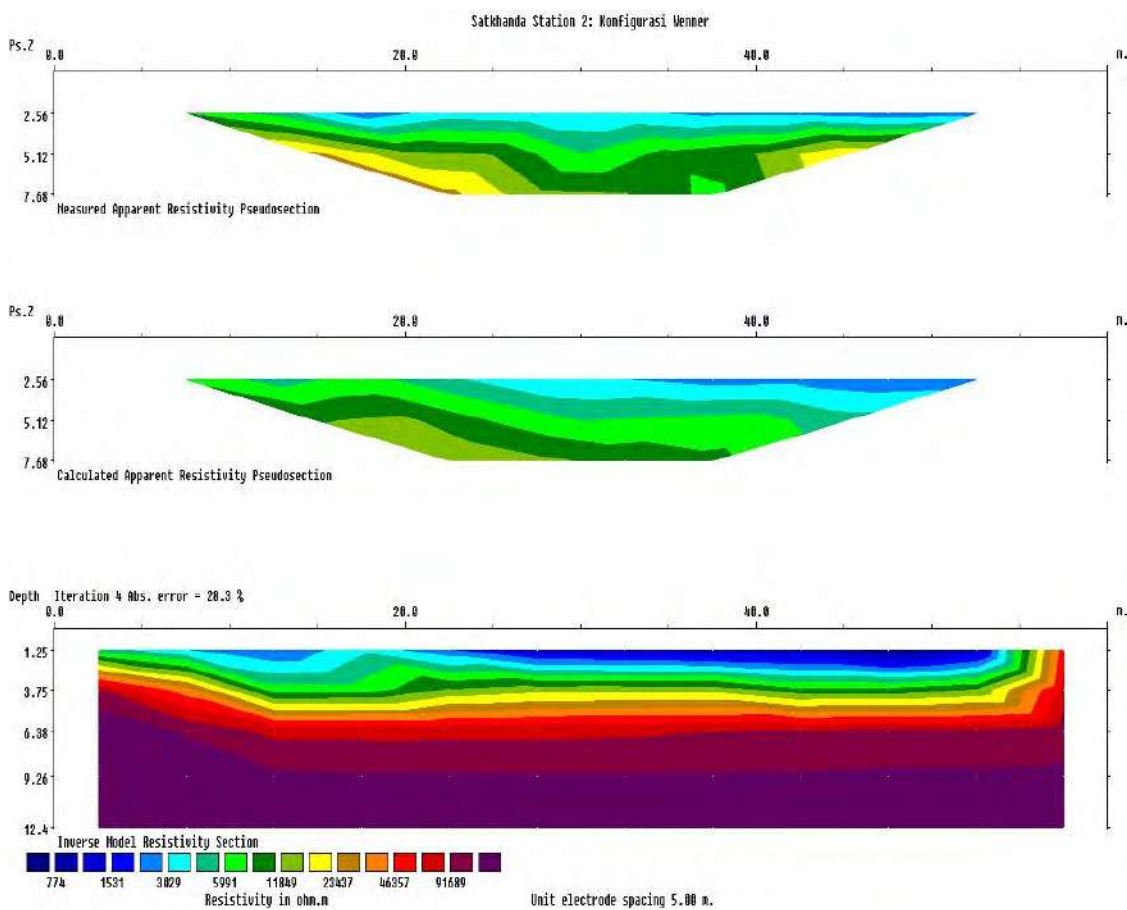 Satkhanda Station 2: Konfigurasi Wenner
Ps.Z 0.0 20.0 40.0 m.
2.56
5.12
7.68
Measured Apparent Resistivity Pseudosection
Ps.Z 0.0 20.0 40.0 m.
2.56
5.12
7.68
Calculated Apparent Resistivity Pseudosection
Depth Iteration 4 Abs. error = 28.3 %
0.0 20.0 40.0 m.
1.25
3.75
6.38
9.26
12.4
Inverse Model Resistivity Section
774 1531 3029 5991 11849 23437 46357 91689
Resistivity in ohm.m Unit electrode spacing 5.00 m.